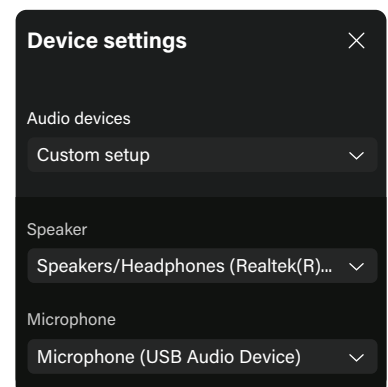 Device settings
Audio devices
Custom setup
Speaker
Speakers/Headphones (Realtek(R)...
Microphone
Microphone (USB Audio Device)